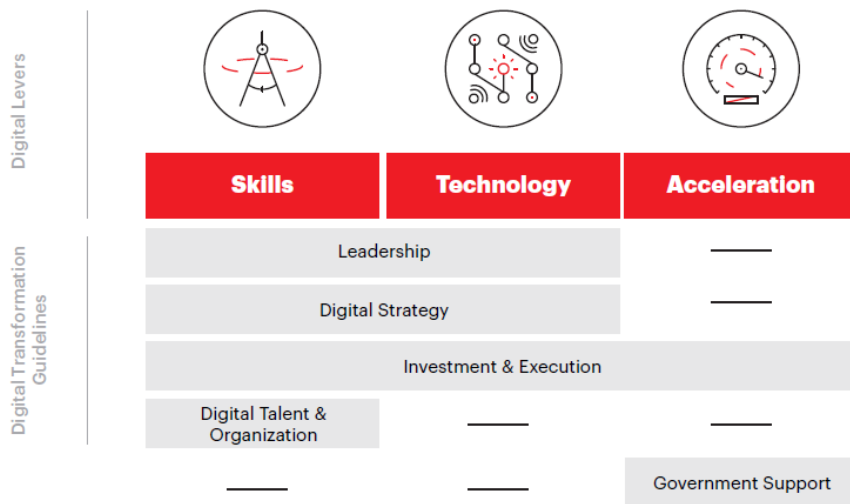 Digital Levers
Skills
Technology
Acceleration
Digital Transformation
Guidelines
Leadership
Digital Strategy
Investment & Execution
Digital Talent &
Organization
Government Support